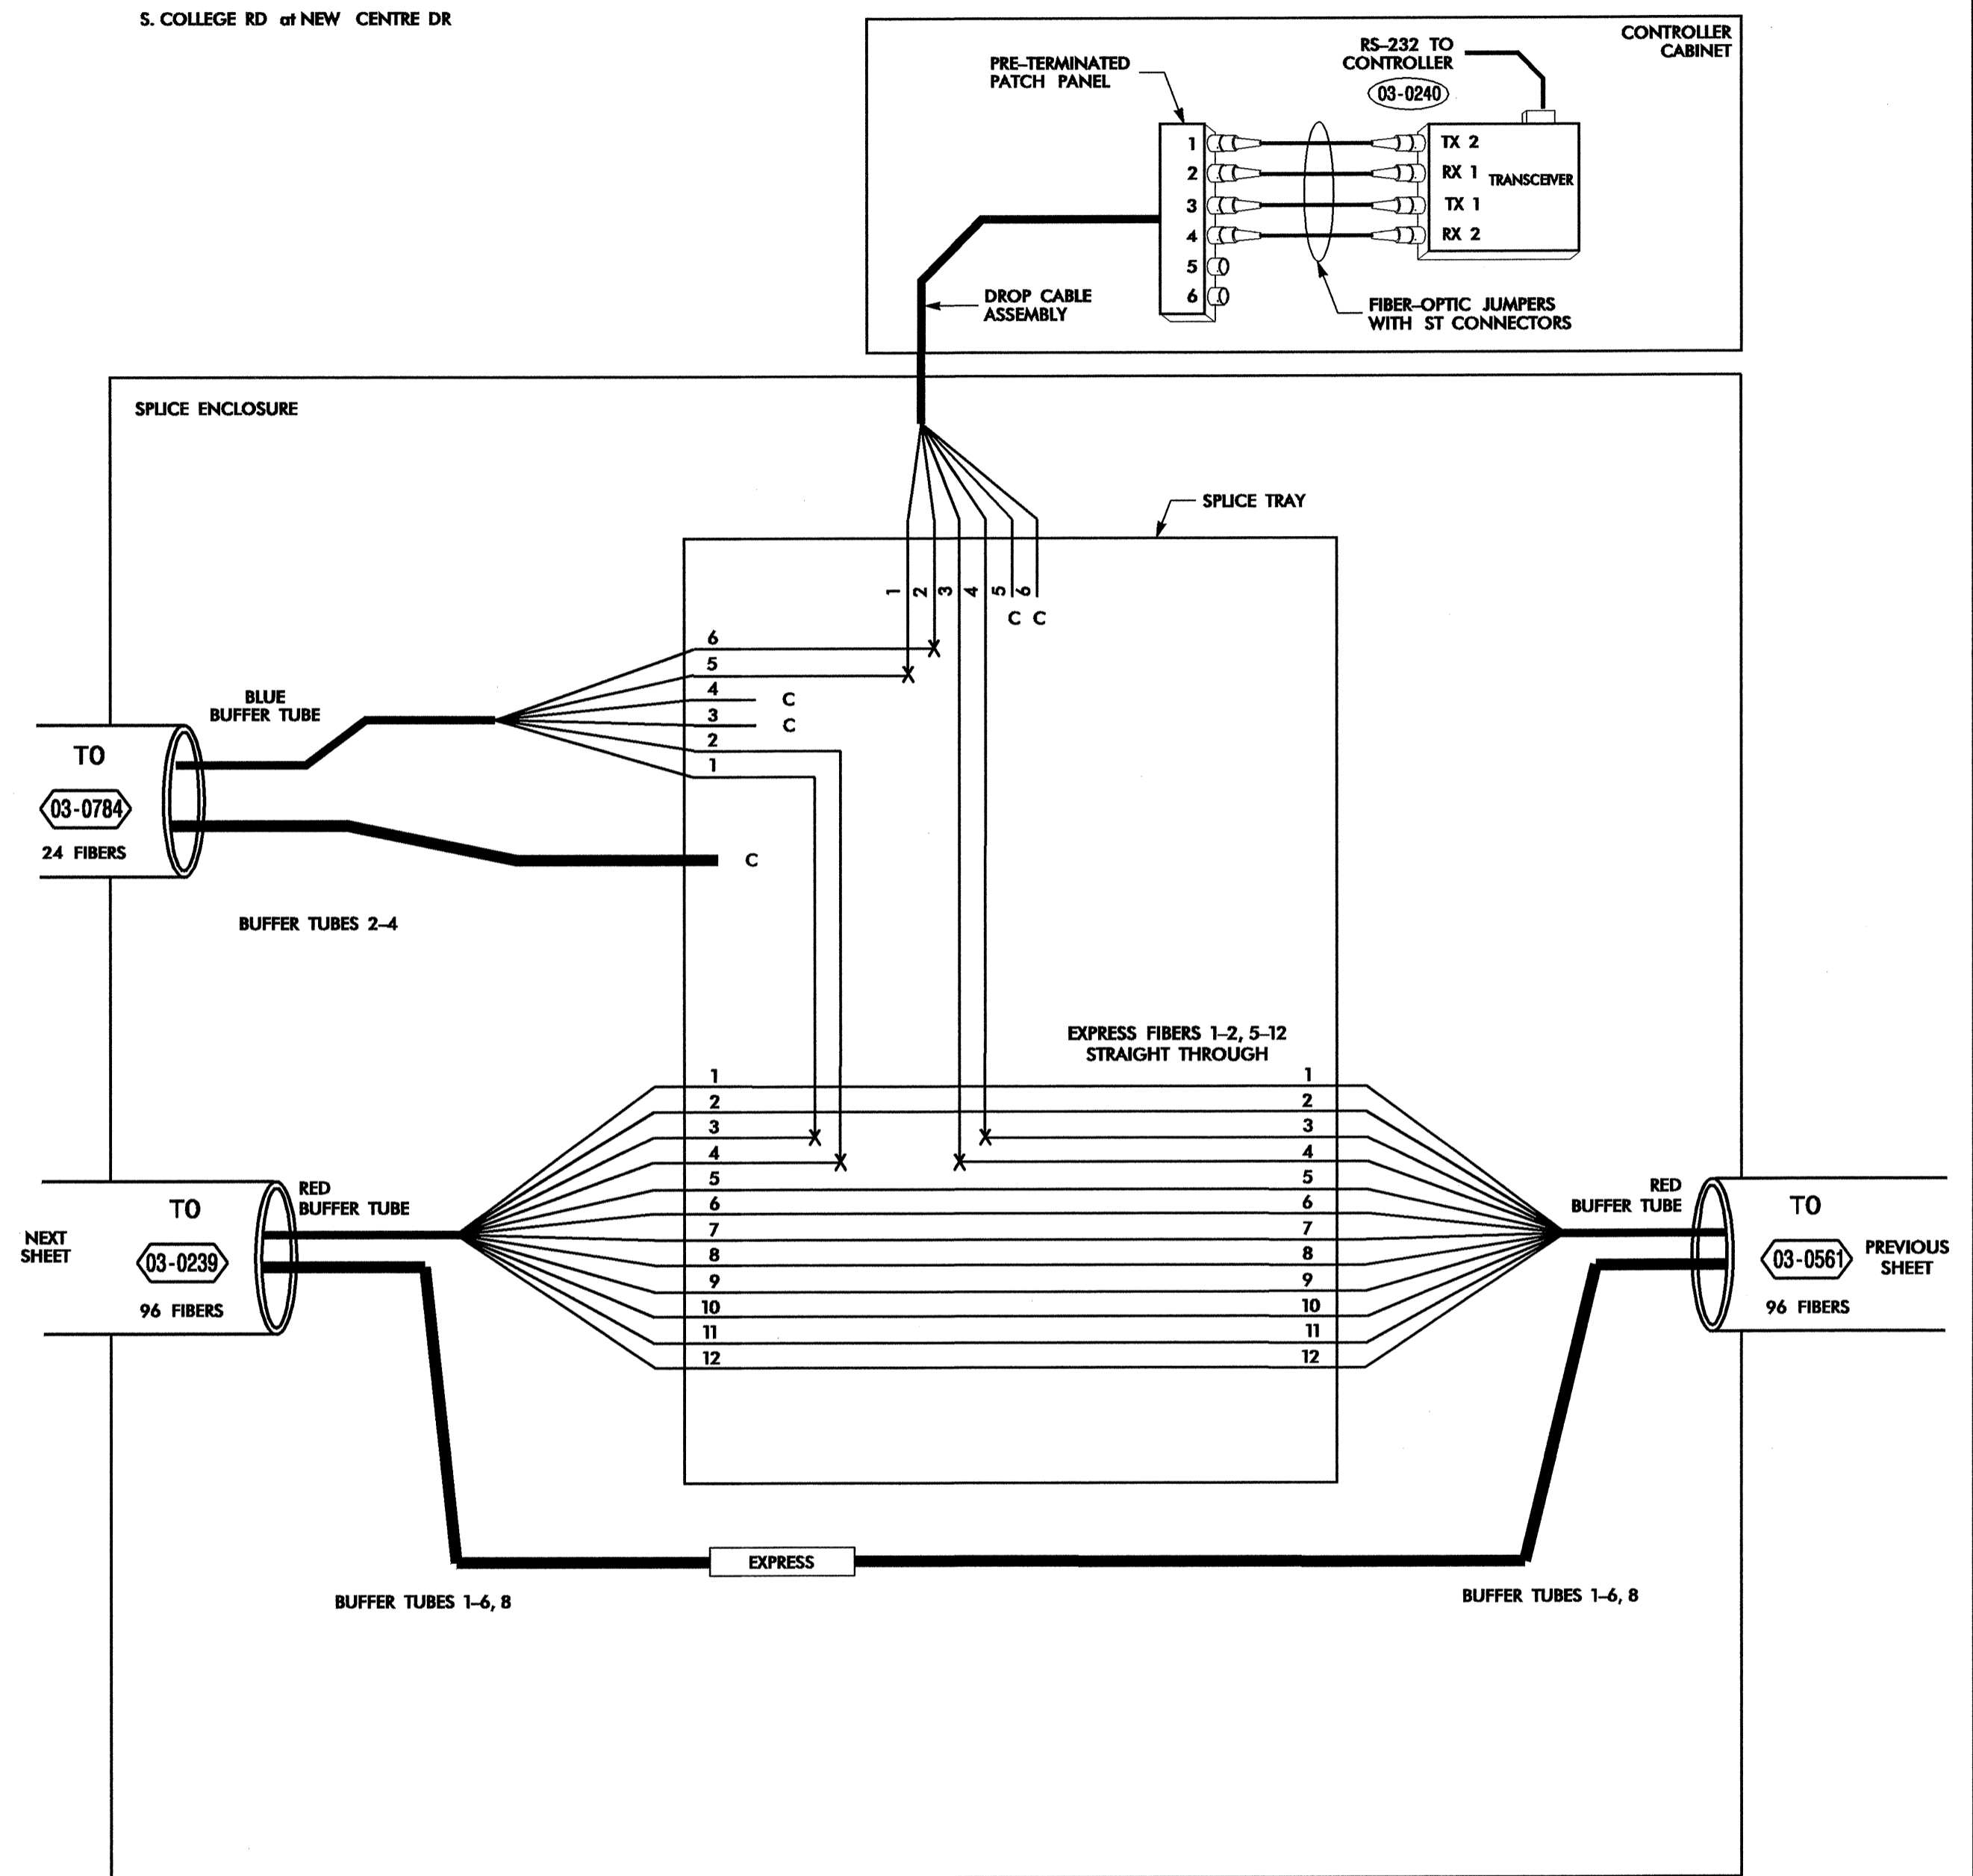 S. COLLEGE RD at NEW CENTRE DR
CONTROLLER
CABINET
RS-232 TO
CONTROLLER
03-0240
PRE-TERMINATED
PATCH PANEL
1
2
3
4
5
6
TX 2
RX 1
TX 1
RX 2
TRANSCEIVER
DROP CABLE
ASSEMBLY
FIBER-OPTIC JUMPERS
WITH ST CONNECTORS
SPLICE ENCLOSURE
SPLICE TRAY
1 2 3 4 5 6
C C
6
5
4 C
3 C
2
1
BLUE
BUFFER TUBE
TO
03-0784
24 FIBERS
C
BUFFER TUBES 2-4
EXPRESS FIBERS 1-2, 5-12
STRAIGHT THROUGH
1 1
2 2
3 3
4 4
5 5
6 6
7 7
8 8
9 9
10 10
11 11
12 12
RED
BUFFER TUBE
TO
NEXT
SHEET
03-0239
96 FIBERS
RED
BUFFER TUBE
TO
03-0561
PREVIOUS
SHEET
96 FIBERS
EXPRESS
BUFFER TUBES 1-6, 8
BUFFER TUBES 1-6, 8